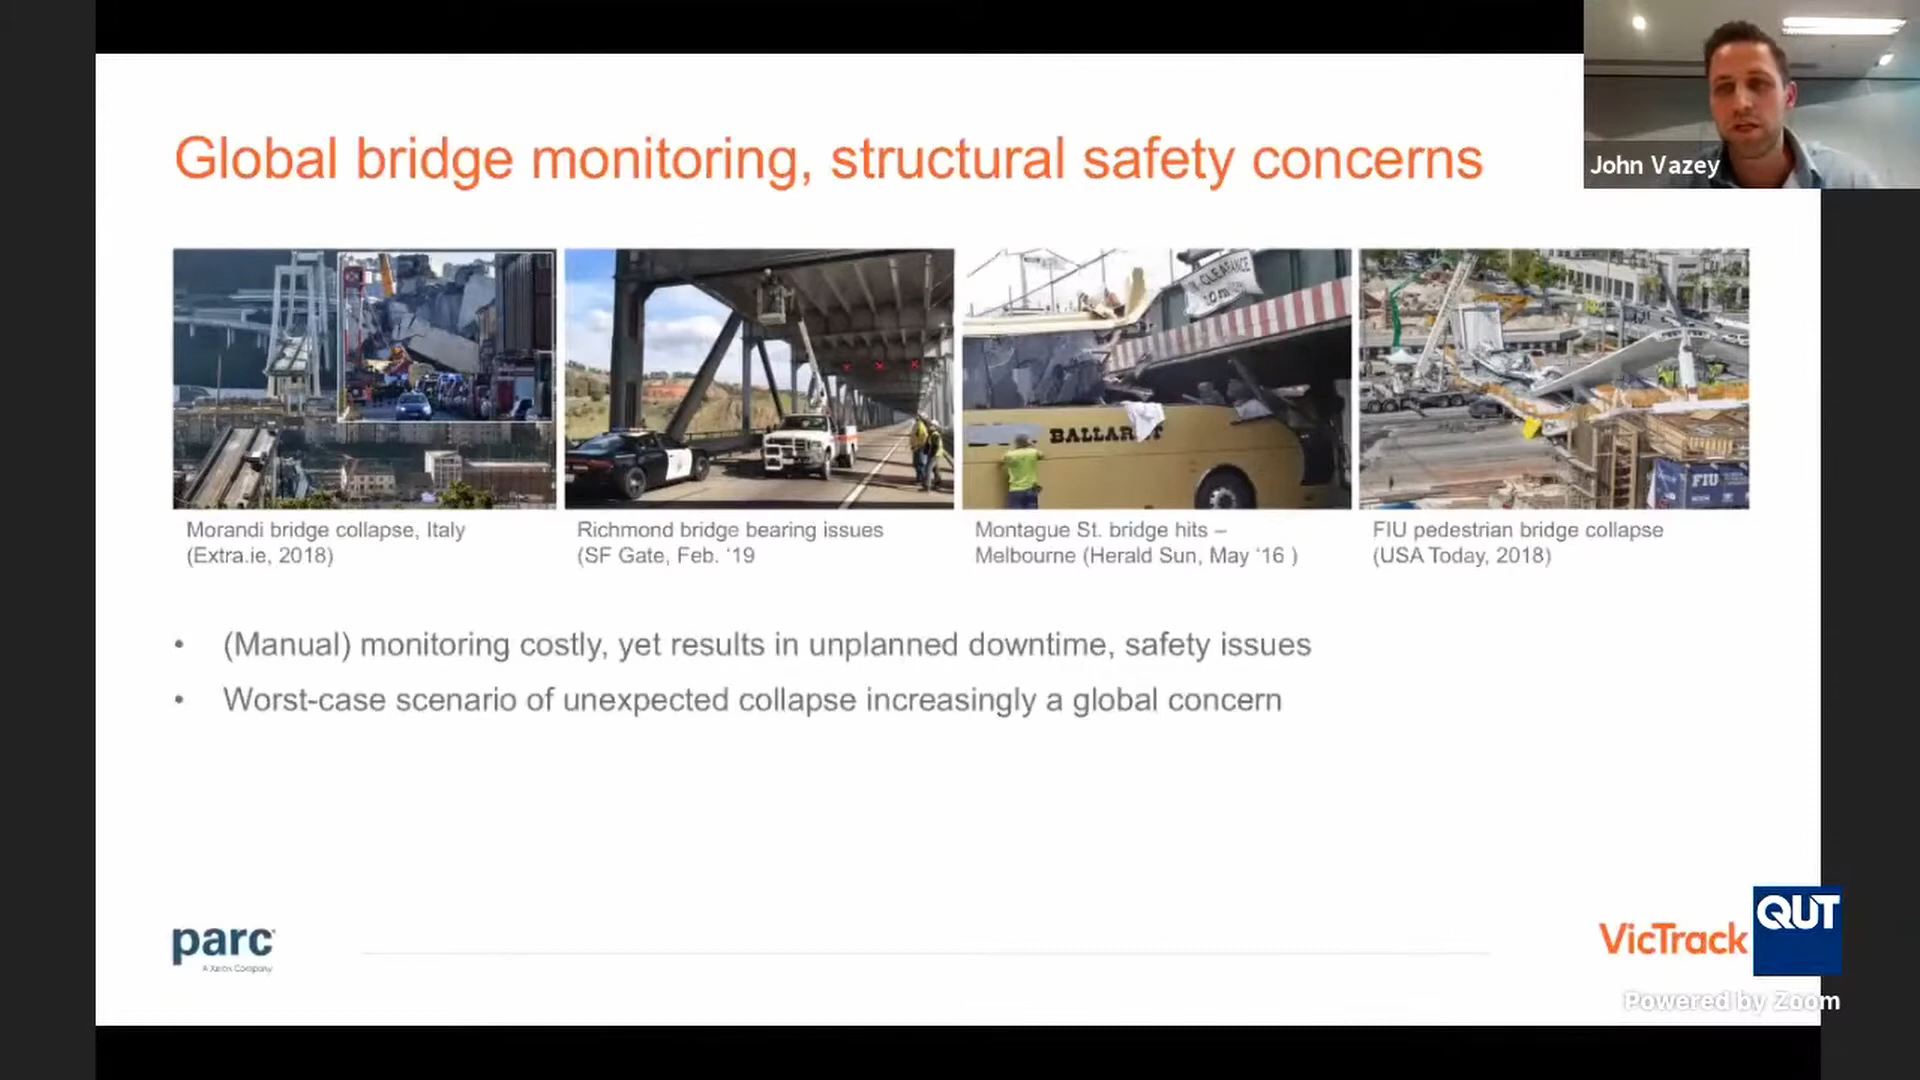 Global bridge monitoring, structural safety concerns
John Vazey
CLEARANCE
BALLARAT
FIU
Morandi bridge collapse, Italy
(Extra.ie, 2018)
Richmond bridge bearing issues
(SF Gate, Feb. ‘19
Montague St. bridge hits –
Melbourne (Herald Sun, May ‘16 )
FIU pedestrian bridge collapse
(USA Today, 2018)
• (Manual) monitoring costly, yet results in unplanned downtime, safety issues
• Worst-case scenario of unexpected collapse increasingly a global concern
parc
A Xerox Company
VicTrack
QUT
Powered by Zoom